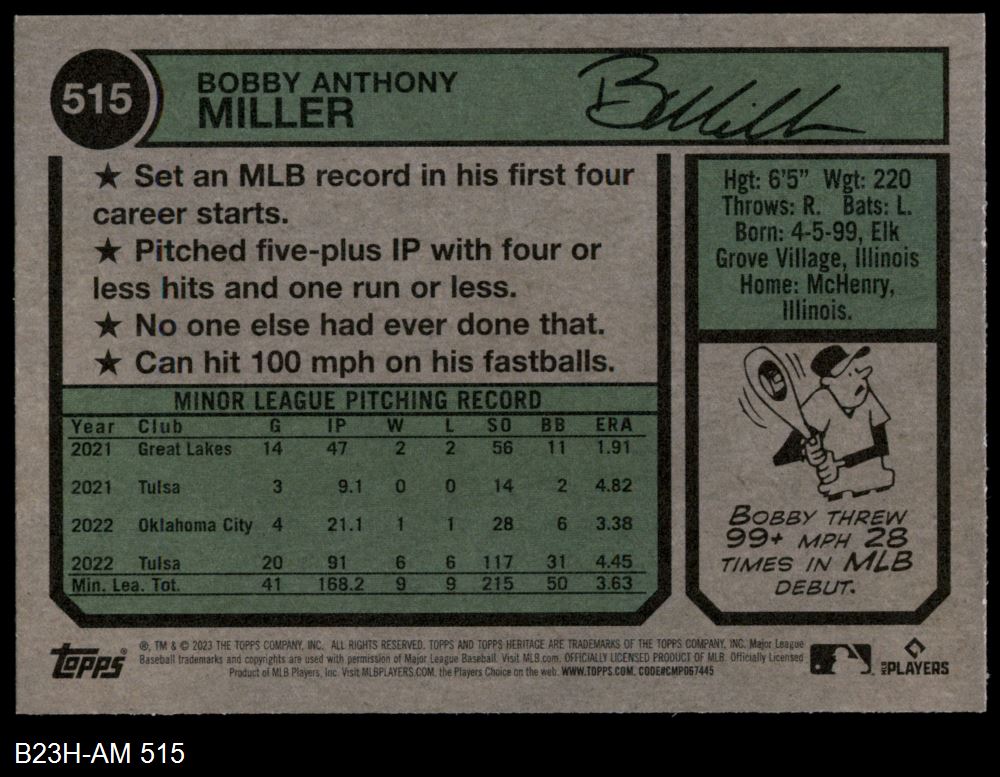 515
BOBBY ANTHONY
MILLER
★ Set an MLB record in his first four
career starts.
★ Pitched five-plus IP with four or
less hits and one run or less.
★ No one else had ever done that.
★ Can hit 100 mph on his fastballs.
Hgt: 6'5" Wgt: 220
Throws: R. Bats: L.
Born: 4-5-99, Elk
Grove Village, Illinois
Home: McHenry,
Illinois.
MINOR LEAGUE PITCHING RECORD
Year Club G IP W L SO BB ERA
2021 Great Lakes 14 47 2 2 56 11 1.91
2021 Tulsa 3 9.1 0 0 14 2 4.82
2022 Oklahoma City 4 21.1 1 1 28 6 3.38
2022 Tulsa 20 91 6 6 117 31 4.45
Min. Lea. Tot. 41 168.2 9 9 215 50 3.63
BOBBY THREW
99+ MPH 28
TIMES IN MLB
DEBUT.
Topps®
®, TM & © 2023 THE TOPPS COMPANY, INC. ALL RIGHTS RESERVED. TOPPS AND TOPPS HERITAGE ARE TRADEMARKS OF THE TOPPS COMPANY, INC. Major League
Baseball trademarks and copyrights are used with permission of Major League Baseball. Visit MLB.com. OFFICIALLY LICENSED PRODUCT OF MLB. Officially Licensed
Product of MLB Players, Inc. Visit MLBPLAYERS.COM, the Players Choice on the web. WWW.TOPPS.COM. CODE#CMP067445
MLB PLAYERS
B23H-AM 515